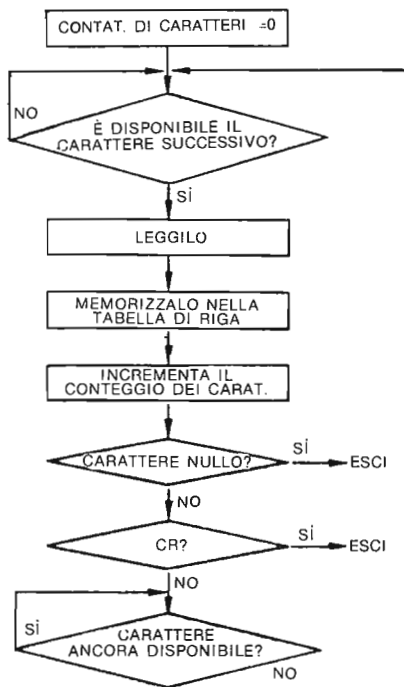 CONTAT. DI CARATTERI =0
NO
È DISPONIBILE IL
CARATTERE SUCCESSIVO?
SÌ
LEGGILO
MEMORIZZALO NELLA
TABELLA DI RIGA
INCREMENTA IL
CONTEGGIO DEI CARAT.
CARATTERE NULLO?
SÌ
ESCI
NO
CR?
SÌ
ESCI
NO
SÌ
CARATTERE
ANCORA DISPONIBILE?
NO